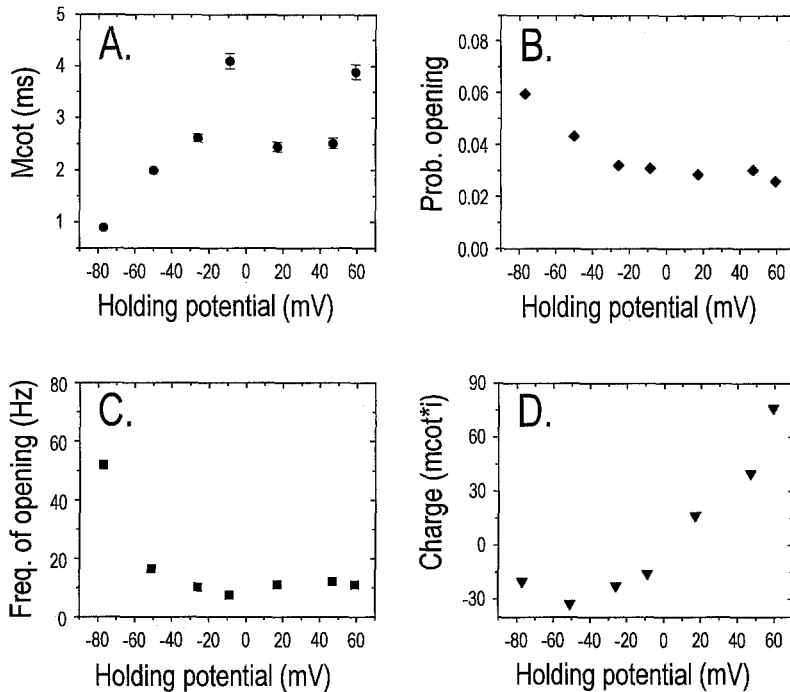 A.
Mcot (ms)
5
4
3
2
1
-80 -60 -40 -20 0 20 40 60
Holding potential (mV)
B.
Prob. opening
0.08
0.06
0.04
0.02
0.00
-80 -60 -40 -20 0 20 40 60
Holding potential (mV)
C.
Freq. of opening (Hz)
80
60
40
20
0
-80 -60 -40 -20 0 20 40 60
Holding potential (mV)
D.
Charge (mcot*i)
90
60
30
0
-30
-80 -60 -40 -20 0 20 40 60
Holding potential (mV)